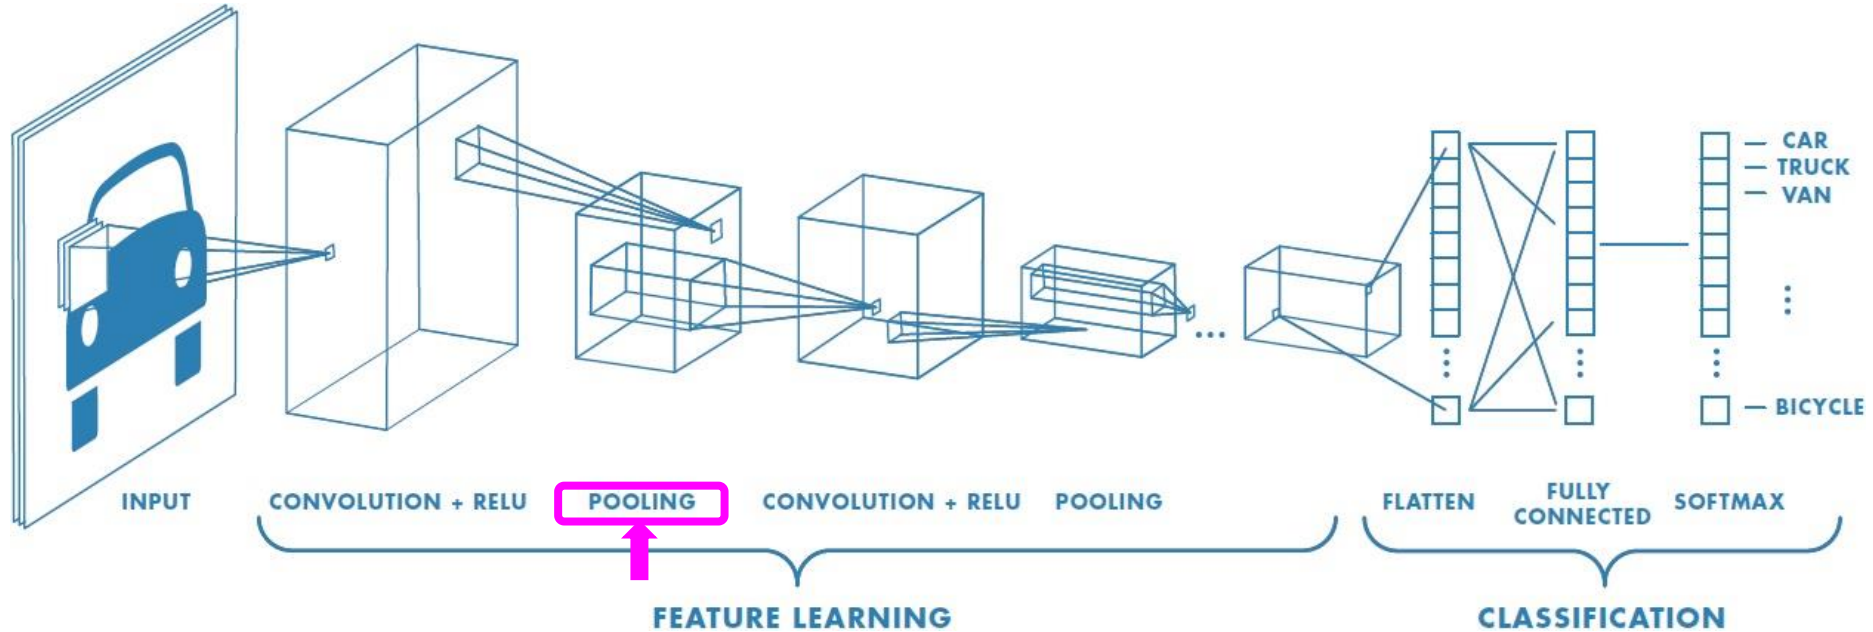 CAR
TRUCK
VAN
BICYCLE
INPUT
CONVOLUTION + RELU
POOLING
CONVOLUTION + RELU
POOLING
FLATTEN
FULLY
CONNECTED
SOFTMAX
FEATURE LEARNING
CLASSIFICATION